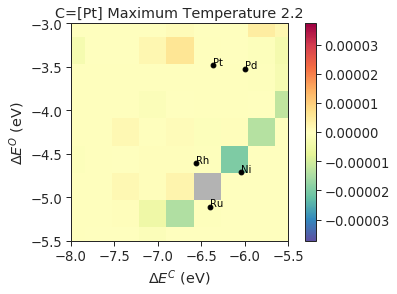 C=[Pt] Maximum Temperature 2.2
−3.0
−3.5
−4.0
−4.5
−5.0
−5.5
ΔE^O (eV)
Pt
Pd
Rh
Ni
Ru
−8.0 −7.5 −7.0 −6.5 −6.0 −5.5
ΔE^C (eV)
0.00003
0.00002
0.00001
0.00000
−0.00001
−0.00002
−0.00003